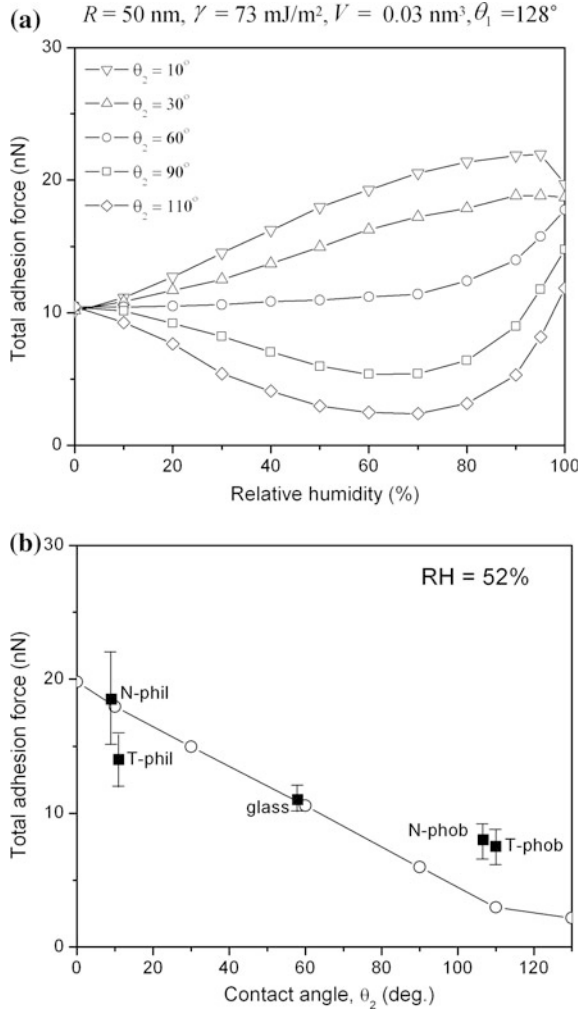 R = 50 nm, γ = 73 mJ/m², V = 0.03 nm³, θ₁ =128°
(a)
30
θ₂ = 10°
θ₂ = 30°
θ₂ = 60°
θ₂ = 90°
θ₂ = 110°
20
10
0
Total adhesion force (nN)
0 20 40 60 80 100
Relative humidity (%)
(b)
30
RH = 52%
20
N-phil
T-phil
glass
10
N-phob
T-phob
0
Total adhesion force (nN)
0 20 40 60 80 100 120
Contact angle, θ₂ (deg.)